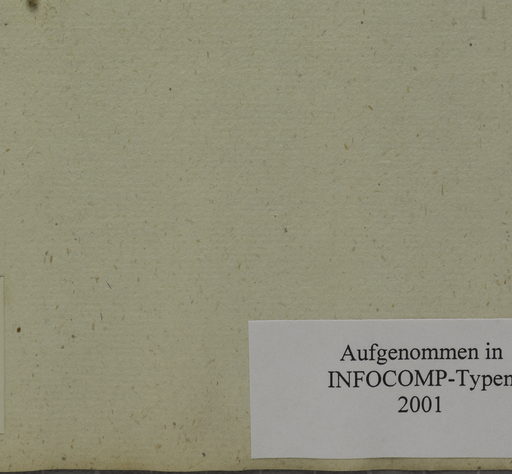 Aufgenommen in
INFOCOMP-Typen
2001